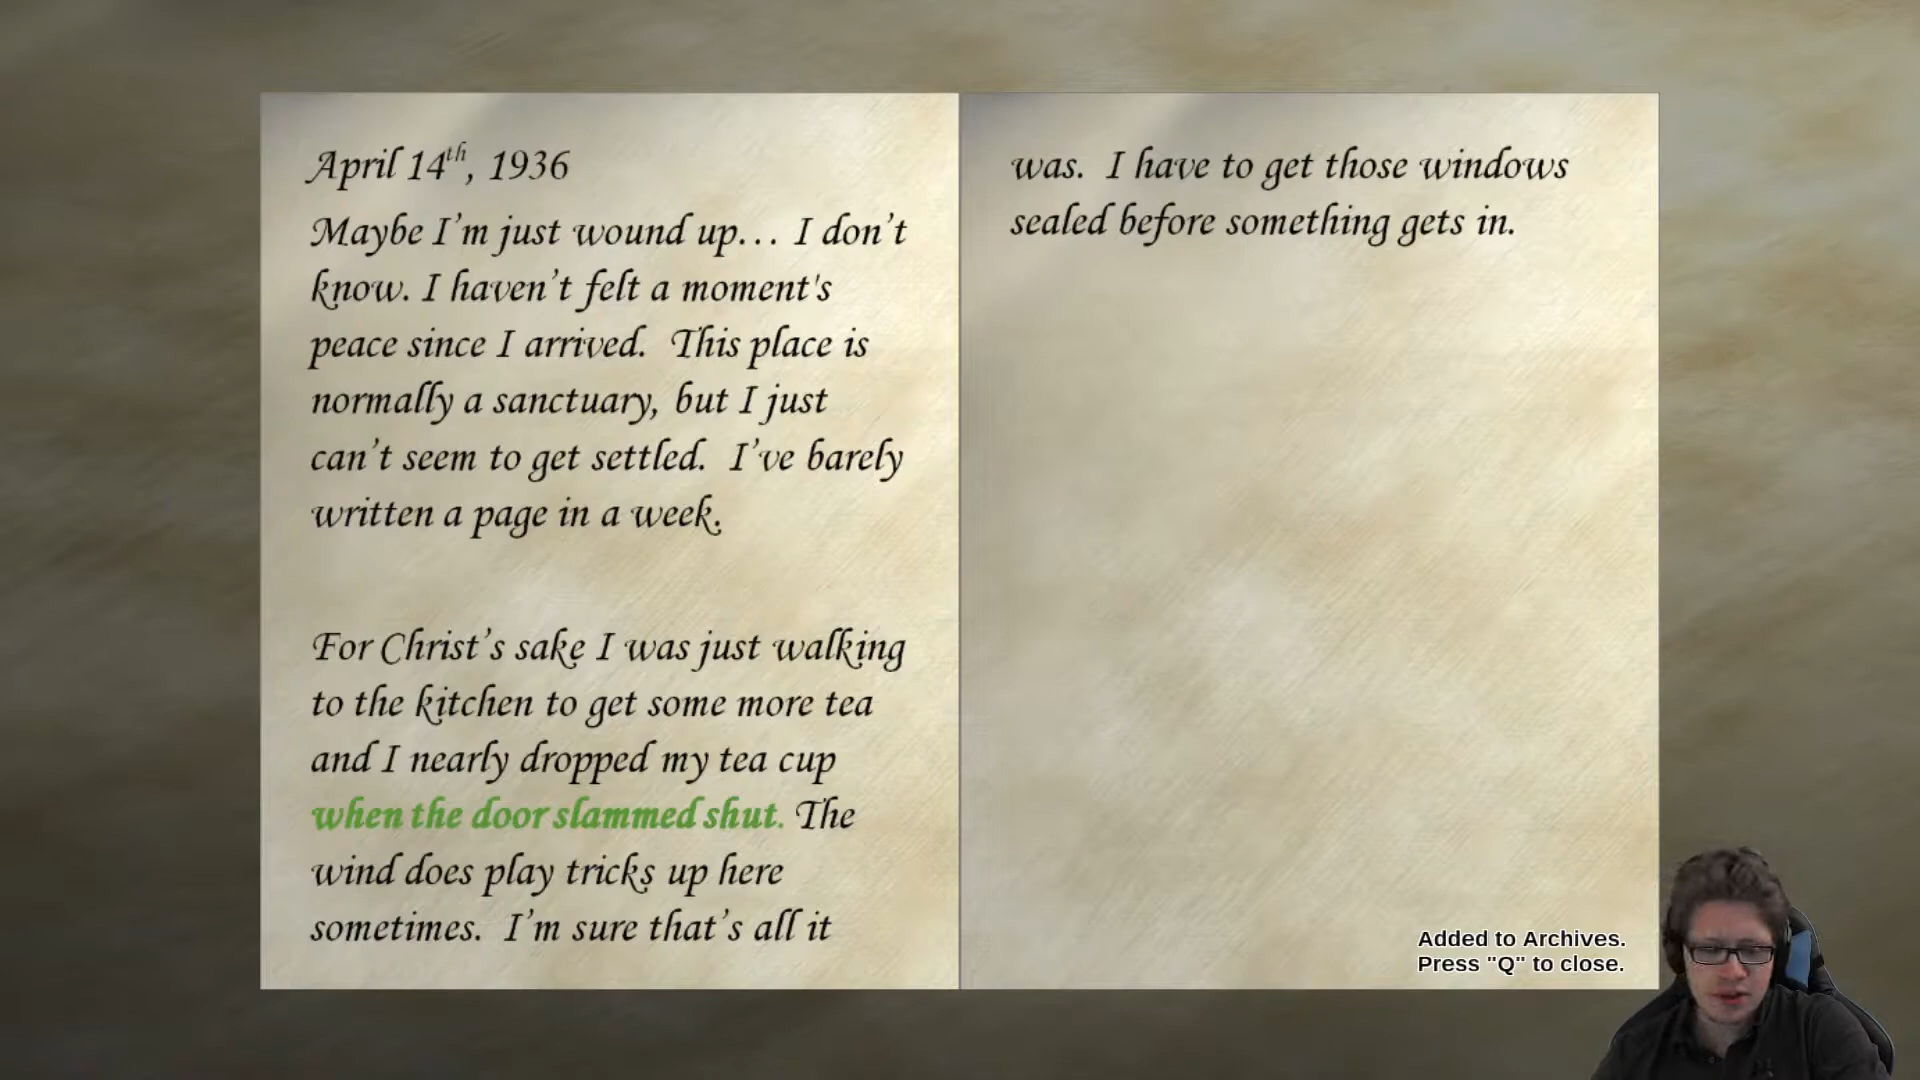 April 14th, 1936
Maybe I'm just wound up... I don't
know. I haven't felt a moment's
peace since I arrived.  This place is
normally a sanctuary, but I just
can't seem to get settled.  I've barely
written a page in a week.
For Christ's sake I was just walking
to the kitchen to get some more tea
and I nearly dropped my tea cup
when the door slammed shut. The
wind does play tricks up here
sometimes.  I'm sure that's all it
was.  I have to get those windows
sealed before something gets in.
Added to Archives.
Press "Q" to close.